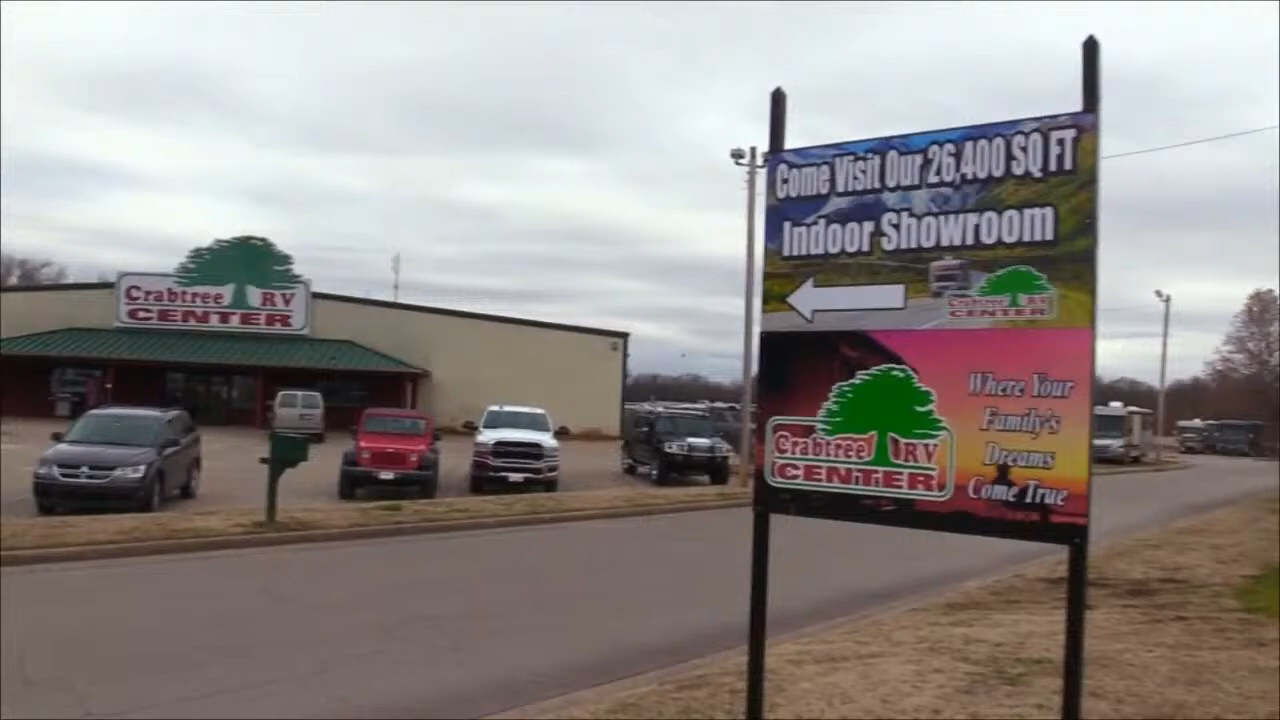 Crabtree RV
CENTER
Come Visit Our 26,400 SQ FT
Indoor Showroom
Crabtree RV
CENTER
Crabtree RV
CENTER
Where Your
Family's
Dreams
Come True